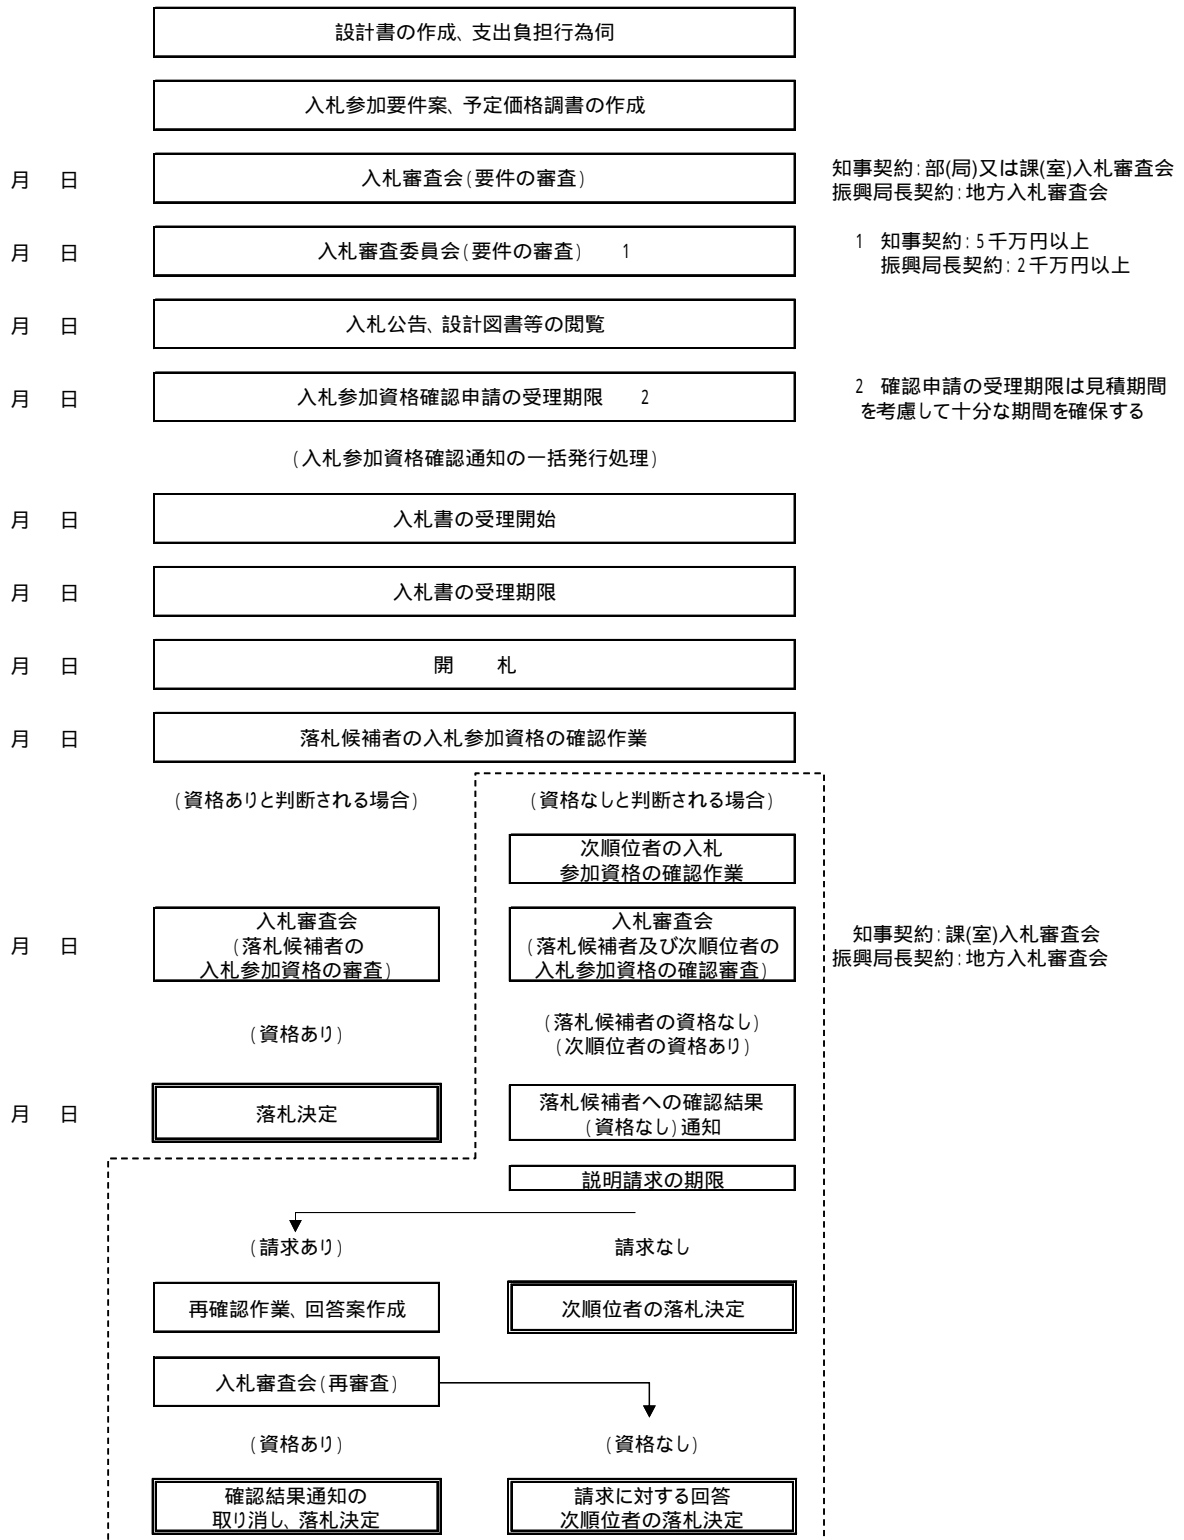 設計書の作成、支出負担行為伺
入札参加要件案、予定価格調書の作成
月 日
入札審査会(要件の審査)
知事契約:部(局)又は課(室)入札審査会
振興局長契約:地方入札審査会
月 日
入札審査委員会(要件の審査) 1
1 知事契約:5千万円以上
振興局長契約:2千万円以上
月 日
入札公告、設計図書等の閲覧
月 日
入札参加資格確認申請の受理期限 2
2 確認申請の受理期限は見積期間
を考慮して十分な期間を確保する
(入札参加資格確認通知の一括発行処理)
月 日
入札書の受理開始
月 日
入札書の受理期限
月 日
開 札
月 日
落札候補者の入札参加資格の確認作業
(資格ありと判断される場合)
(資格なしと判断される場合)
次順位者の入札
参加資格の確認作業
月 日
入札審査会
(落札候補者の
入札参加資格の審査)
入札審査会
(落札候補者及び次順位者の
入札参加資格の確認審査)
知事契約:課(室)入札審査会
振興局長契約:地方入札審査会
(資格あり)
(落札候補者の資格なし)
(次順位者の資格あり)
月 日
落札決定
落札候補者への確認結果
(資格なし)通知
説明請求の期限
(請求あり)
請求なし
再確認作業、回答案作成
次順位者の落札決定
入札審査会(再審査)
(資格あり)
(資格なし)
確認結果通知の
取り消し、落札決定
請求に対する回答
次順位者の落札決定